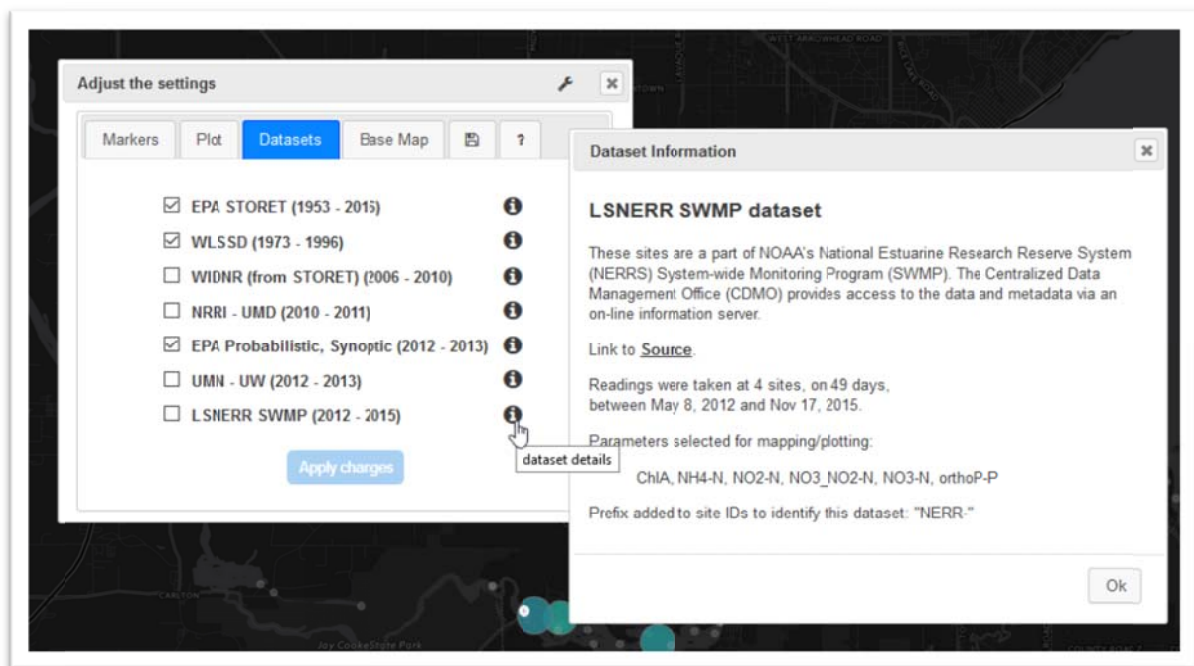 WEST ARROWHEAD ROAD
Adjust the settings
Markers Plot Datasets Base Map ?
EPA STORET (1953 - 2015)
WLSSD (1973 - 1996)
WIDNR (from STORET) (2006 - 2010)
NRRI - UMD (2010 - 2011)
EPA Probabilistic, Synoptic (2012 - 2013)
UMN - UW (2012 - 2013)
LSNERR SWMP (2012 - 2015)
dataset details
Apply changes
Dataset Information
LSNERR SWMP dataset
These sites are a part of NOAA's National Estuarine Research Reserve System
(NERRS) System-wide Monitoring Program (SWMP). The Centralized Data
Management Office (CDMO) provides access to the data and metadata via an
on-line information server.
Link to Source.
Readings were taken at 4 sites, on 49 days,
between May 8, 2012 and Nov 17, 2015.
Parameters selected for mapping/plotting:
ChlA, NH4-N, NO2-N, NO3_NO2-N, NO3-N, orthoP-P
Prefix added to site IDs to identify this dataset: "NERR-"
Ok
CARLTON
Jay Cooke State Park